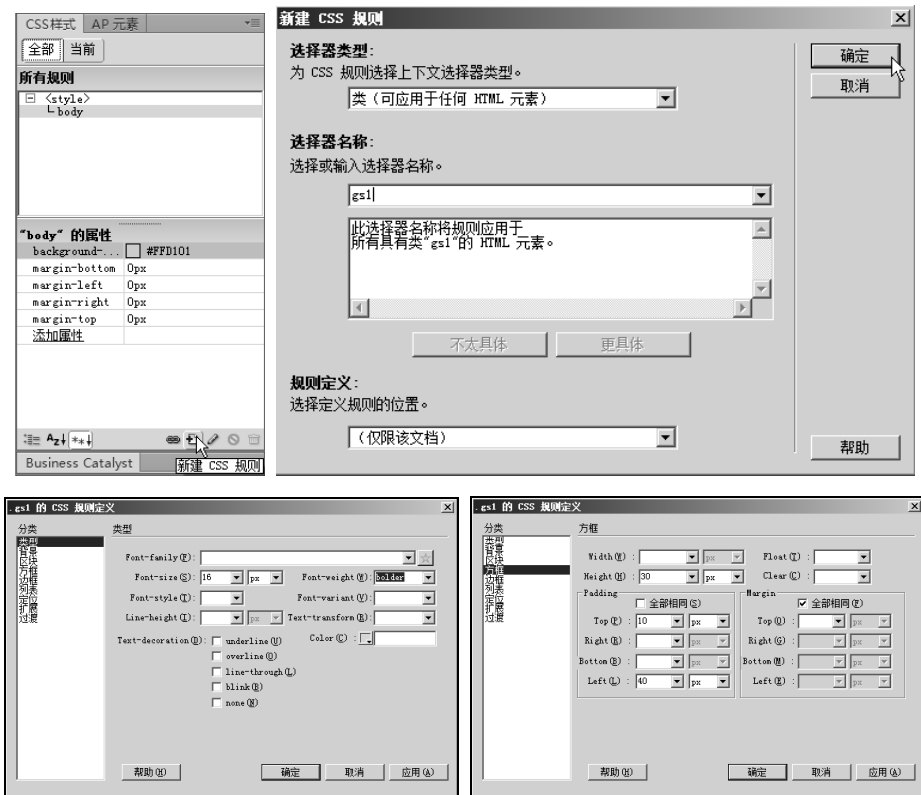 CSS样式 AP 元素
全部 当前
所有规则
<style>
body
"body" 的属性
background-... #FFD101
margin-bottom 0px
margin-left 0px
margin-right 0px
margin-top 0px
添加属性
Business Catalyst
新建 CSS 规则
新建 CSS 规则
选择器类型:
为 CSS 规则选择上下文选择器类型。
类（可应用于任何 HTML 元素）
选择器名称:
选择或输入选择器名称。
gs1
此选择器名称将规则应用于
所有具有类“gs1”的 HTML 元素。
不太具体 更具体
规则定义:
选择定义规则的位置。
（仅限该文档）
确定
取消
帮助
.gs1 的 CSS 规则定义
分类
类型
背景
区块
方框
边框
列表
定位
扩展
过渡
类型
Font-family(F):
Font-size(S): 16 px Font-weight(W): bolder
Font-style(T): Font-variant(V):
Line-height(I): px Text-transform(R):
Text-decoration(D): underline(U) Color(C) :
overline(O)
line-through(L)
blink(B)
none(N)
帮助(H) 确定 取消 应用(A)
.gs1 的 CSS 规则定义
分类
类型
背景
区块
方框
边框
列表
定位
扩展
过渡
方框
Width(W) : px Float(T) :
Height(H) : 30 px Clear(C) :
Padding Margin
全部相同(S) 全部相同(F)
Top(P) : 10 px Top(O) : px
Right(R) : px Right(G) : px
Bottom(B) : px Bottom(M) : px
Left(L) : 40 px Left(E) : px
帮助(H) 确定 取消 应用(A)